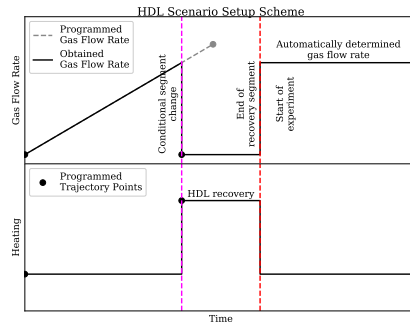 HDL Scenario Setup Scheme
Programmed
Gas Flow Rate
Obtained
Gas Flow Rate
Gas Flow Rate
Conditional segment
change
End of
recovery segment
Start of
experiment
Automatically determined
gas flow rate
Programmed
Trajectory Points
HDL recovery
Heating
Time